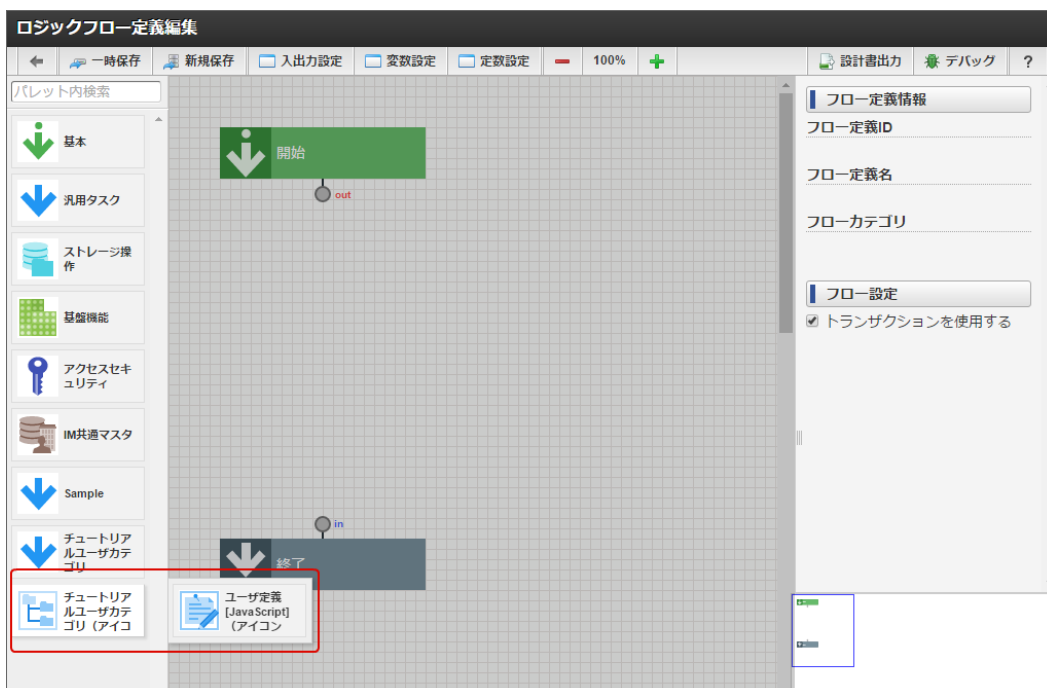 ロジックフロー定義編集
一時保存 新規保存 入出力設定 変数設定 定数設定 100% 設計書出力 デバッグ ?
パレット内検索
基本
汎用タスク
ストレージ操
作
基盤機能
アクセスセキ
ュリティ
IM共通マスタ
Sample
チュートリア
ルユーザカテ
ゴリ
チュートリア
ルユーザカテ
ゴリ（アイコ
ユーザ定義
[JavaScript]
（アイコン
開始
out
in
終了
フロー定義情報
フロー定義ID
フロー定義名
フローカテゴリ
フロー設定
トランザクションを使用する